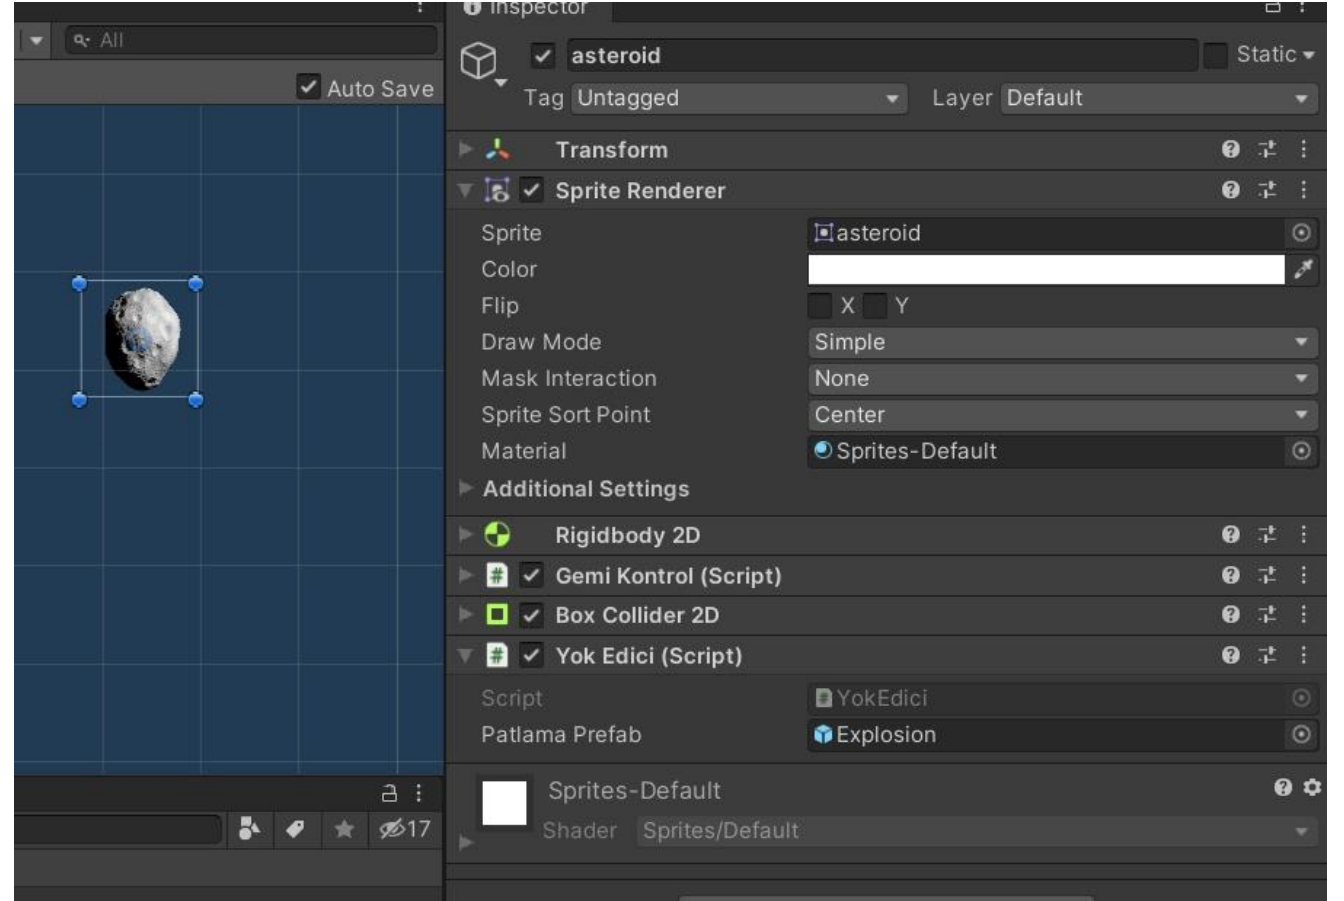 Inspector
All
asteroid
Static
Auto Save
Tag Untagged
Layer Default
Transform
Sprite Renderer
Sprite
asteroid
Color
Flip
X Y
Draw Mode
Simple
Mask Interaction
None
Sprite Sort Point
Center
Material
Sprites-Default
Additional Settings
Rigidbody 2D
# Gemi Kontrol (Script)
Box Collider 2D
# Yok Edici (Script)
Script
YokEdici
Patlama Prefab
Explosion
Sprites-Default
Shader Sprites/Default
17